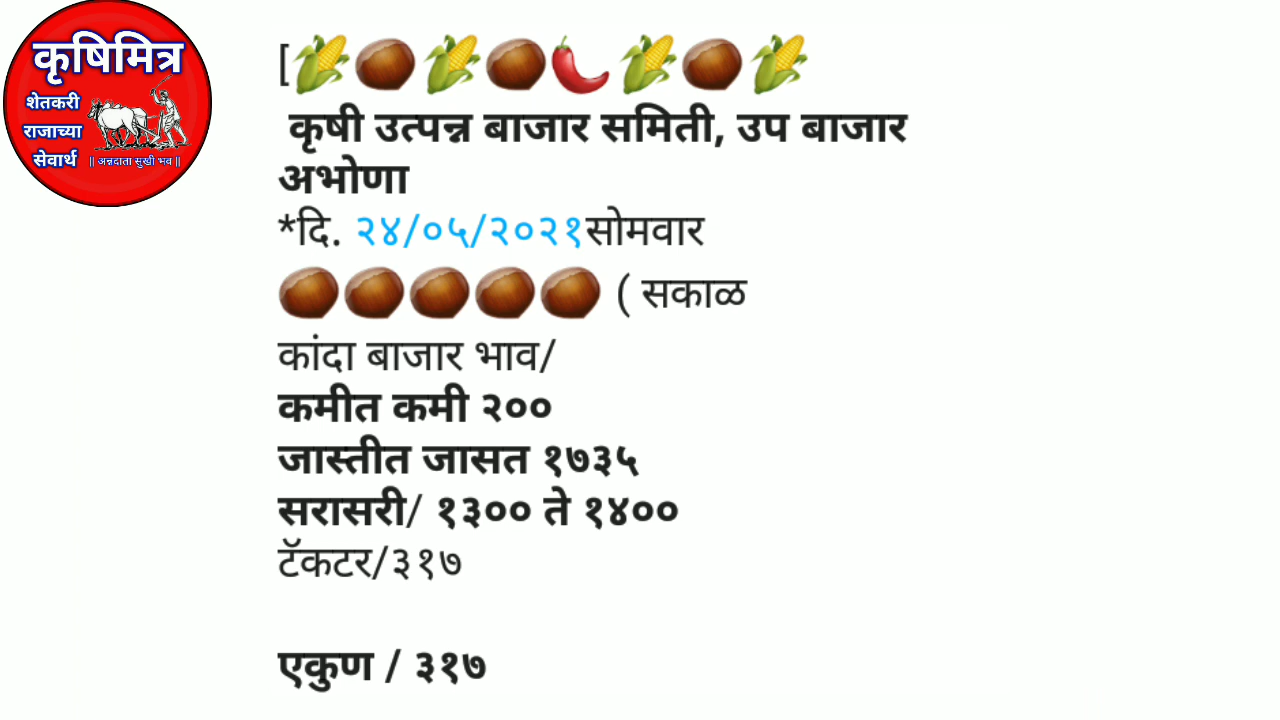 कृषिमित्र
शेतकरी
राजाच्या
सेवार्थ
|| अन्नदाता सुखी भव ||
[🌽🌰🌽🌰🌶️🌽🌰🌽
कृषी उत्पन्न बाजार समिती, उप बाजार
अभोणा
*दि. २४/०५/२०२१सोमवार
🌰🌰🌰🌰🌰 ( सकाळ
कांदा बाजार भाव/
कमीत कमी २००
जास्तीत जासत १७३५
सरासरी/ १३०० ते १४००
टॅकटर/३१७
एकुण / ३१७